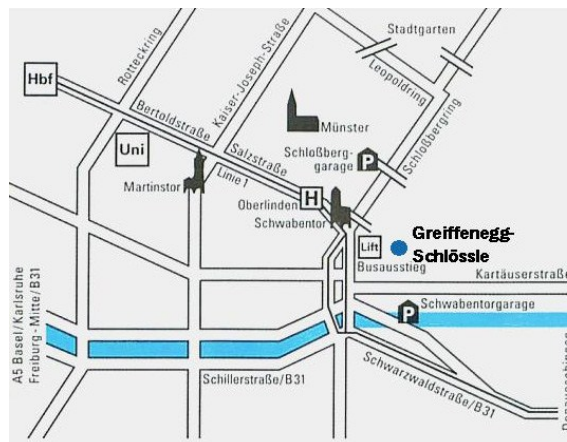 Stadtgarten
Rotteckring
Kaiser-Joseph-Straße
Leopoldring
Hbf
Bertoldstraße
Schloßbergring
Münster
Uni
Salzstraße
Schloßberg-
garage
P
Martinstor
Linie 1
H
Oberlinden
Schwabentor
Greiffenegg-
Schlössle
Lift
Busausstieg
Kartäuserstraße
Schwabentorgarage
P
A5 Basel/Karlsruhe
Freiburg-Mitte/B31
Schillerstraße/B31
Schwarzwaldstraße/B31